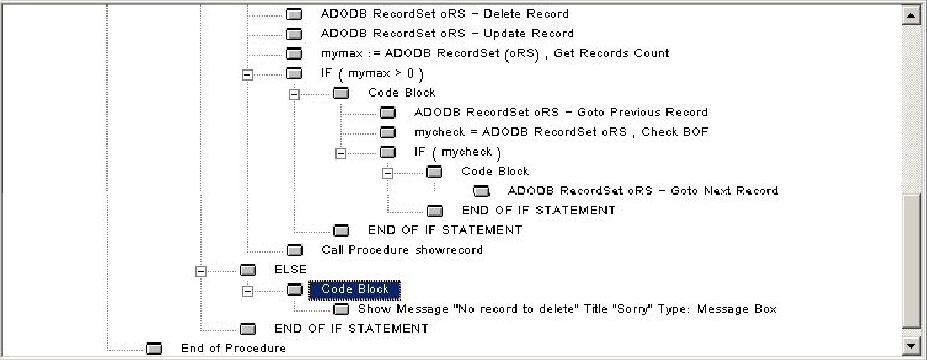 ADODB RecordSet oRS - Delete Record
ADODB RecordSet oRS - Update Record
mymax := ADODB RecordSet (oRS) , Get Records Count
IF ( mymax > 0 )
Code Block
ADODB RecordSet oRS - Goto Previous Record
mycheck = ADODB RecordSet oRS , Check BOF
IF ( mycheck )
Code Block
ADODB RecordSet oRS - Goto Next Record
END OF IF STATEMENT
END OF IF STATEMENT
Call Procedure showrecord
ELSE
Code Block
Show Message "No record to delete" Title "Sorry" Type: Message Box
END OF IF STATEMENT
End of Procedure